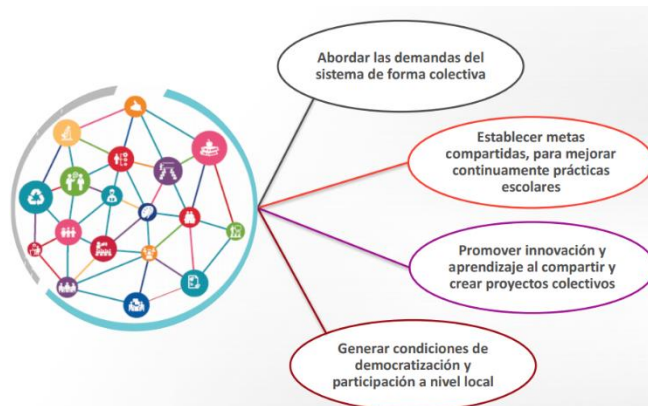 Abordar las demandas del
sistema de forma colectiva
Establecer metas
compartidas, para mejorar
continuamente prácticas
escolares
Promover innovación y
aprendizaje al compartir y
crear proyectos colectivos
Generar condiciones de
democratización y
participación a nivel local